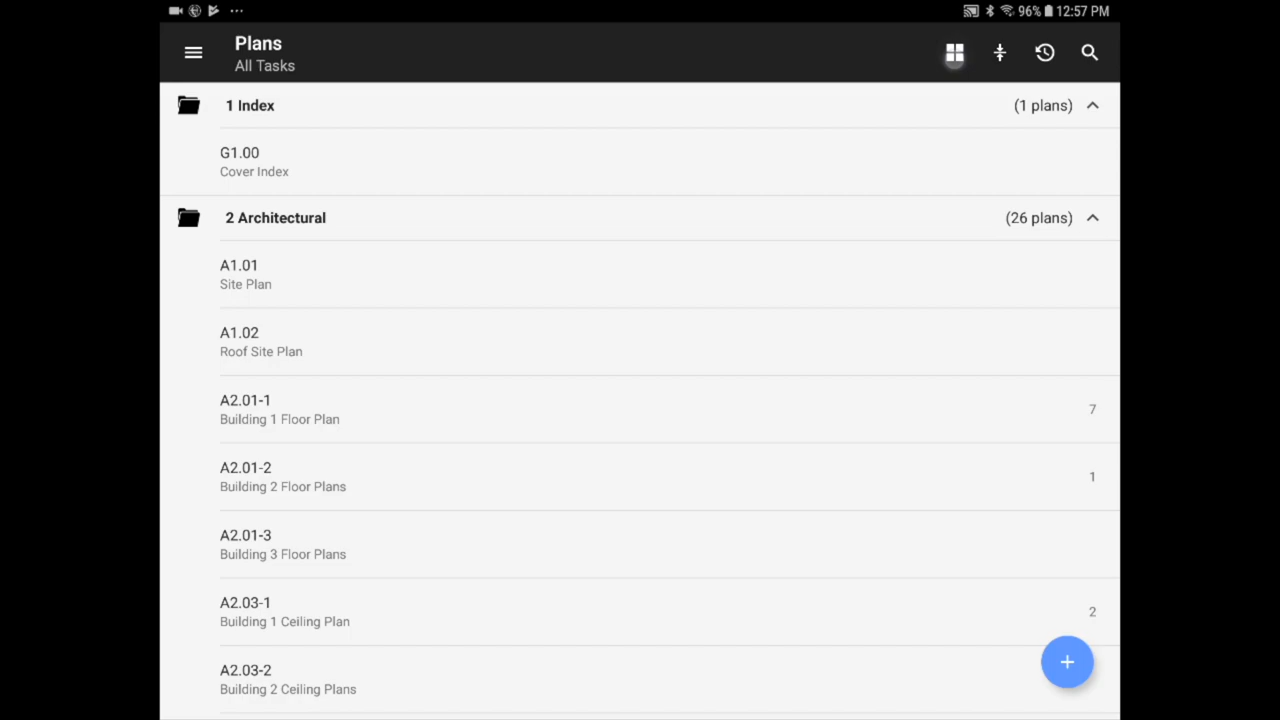 96% 12:57 PM
Plans
All Tasks
1 Index (1 plans)
G1.00
Cover Index
2 Architectural (26 plans)
A1.01
Site Plan
A1.02
Roof Site Plan
A2.01-1
Building 1 Floor Plan
7
A2.01-2
Building 2 Floor Plans
1
A2.01-3
Building 3 Floor Plans
A2.03-1
Building 1 Ceiling Plan
2
A2.03-2
Building 2 Ceiling Plans